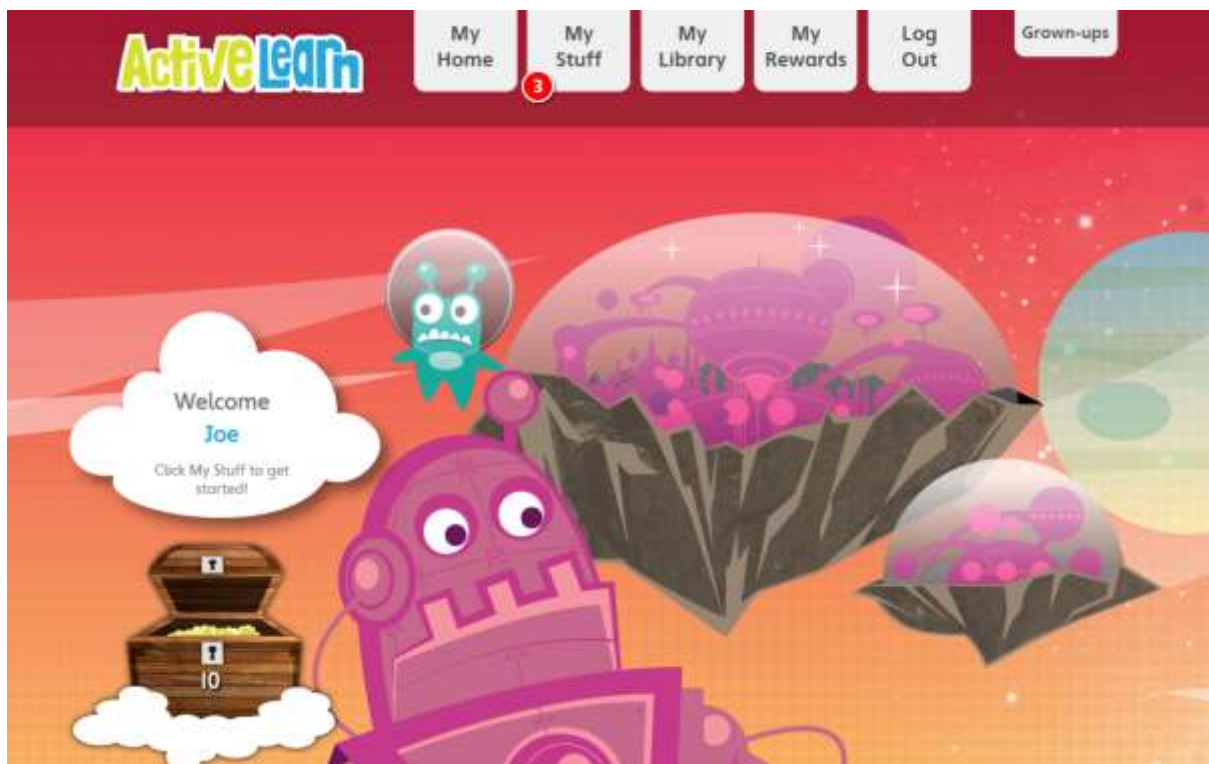 ActiveLearn
My
Home
My
Stuff
3
My
Library
My
Rewards
Log
Out
Grown-ups
Welcome
Joe
Click My Stuff to get
started!
10